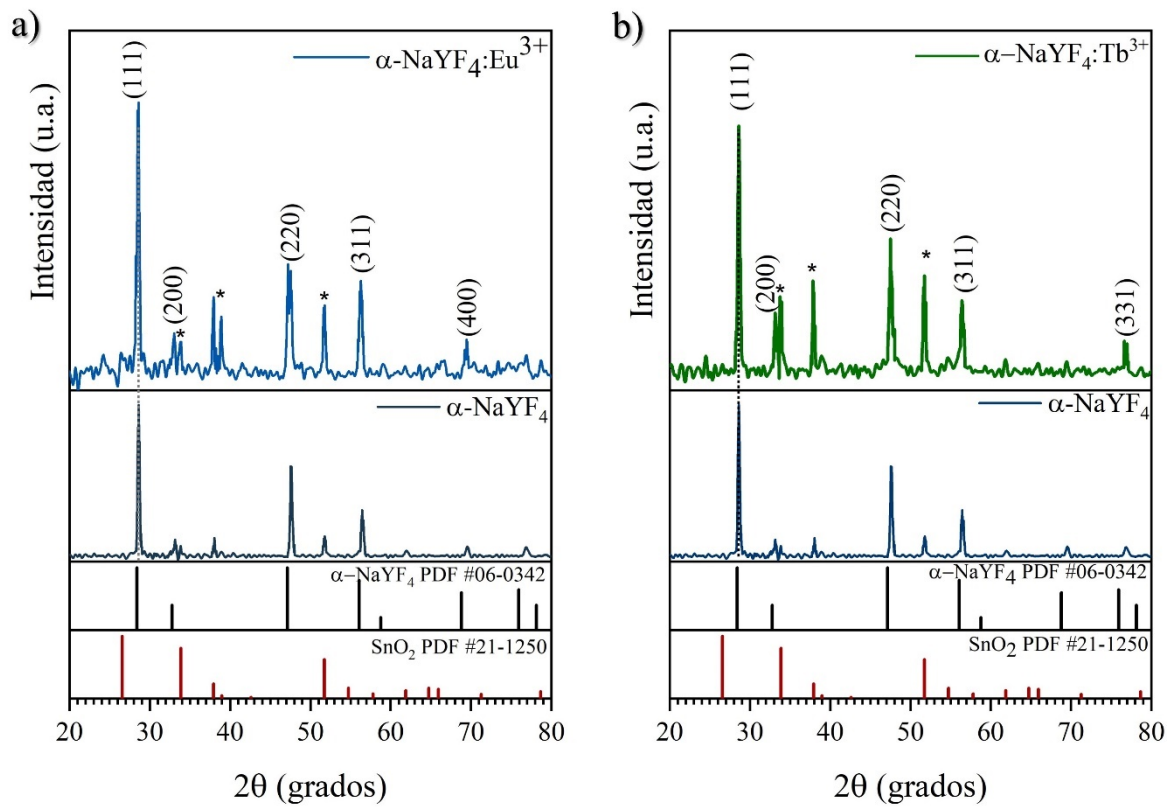 a)
Intensidad (u.a.)
α-NaYF₄:Eu³⁺
(111)
(200)
*
*
(220)
*
(311)
(400)
α-NaYF₄
α–NaYF₄ PDF #06-0342
SnO₂ PDF #21-1250
20 30 40 50 60 70 80
2θ (grados)
b)
Intensidad (u.a.)
α–NaYF₄:Tb³⁺
(111)
(200)
*
*
(220)
*
(311)
(331)
α-NaYF₄
α–NaYF₄ PDF #06-0342
SnO₂ PDF #21-1250
20 30 40 50 60 70 80
2θ (grados)